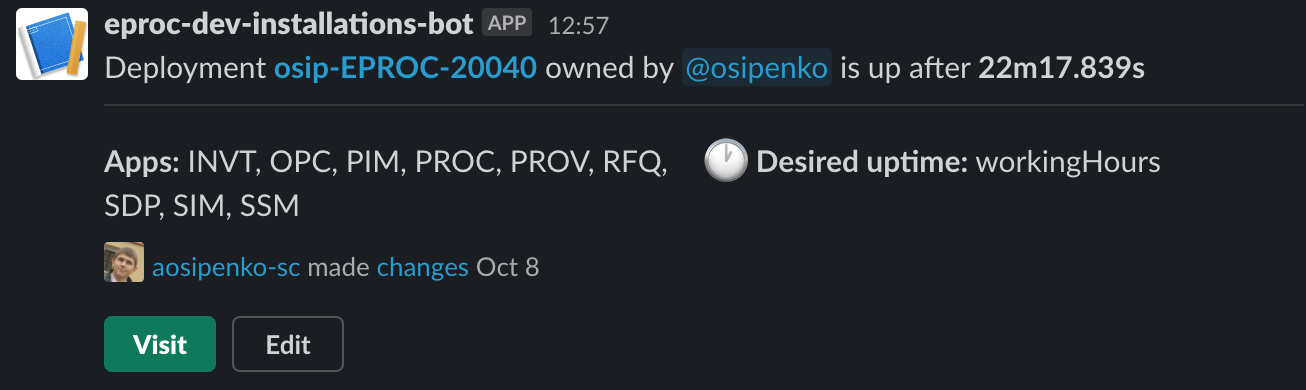 eproc-dev-installations-bot APP 12:57
Deployment osip-EPROC-20040 owned by @osipenko is up after 22m17.839s
Apps: INVT, OPC, PIM, PROC, PROV, RFQ,
SDP, SIM, SSM
Desired uptime: workingHours
aosipenko-sc made changes Oct 8
Visit Edit